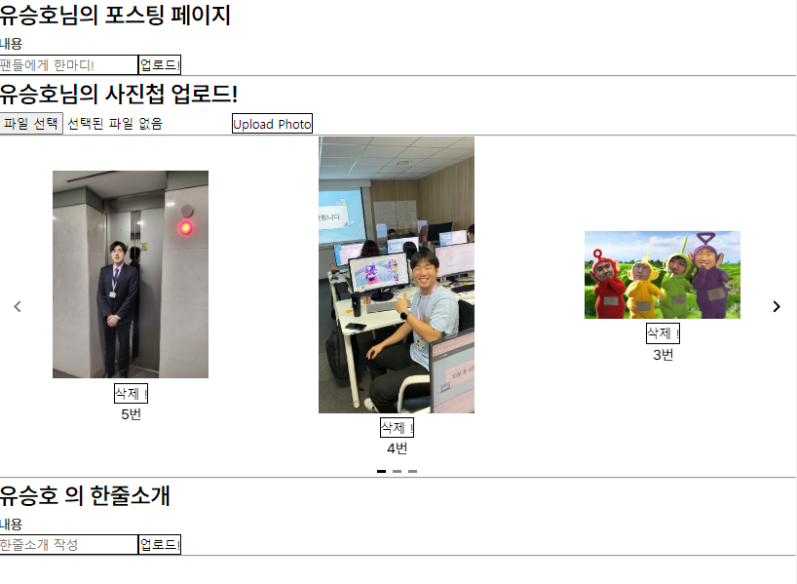 유승호님의 포스팅 페이지
내용
팬들에게 한마디!
업로드!
유승호님의 사진첩 업로드!
파일 선택 선택된 파일 없음
Upload Photo
삭제 !
5번
삭제 !
4번
삭제 !
3번
유승호 의 한줄소개
내용
한줄소개 작성
업로드!